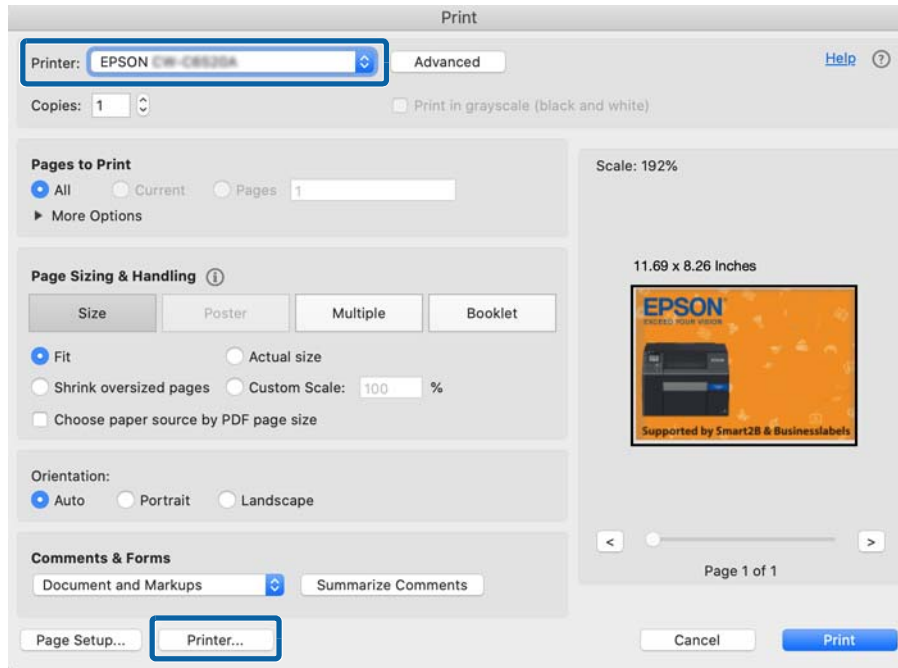 Print
Printer: EPSON Advanced Help ?
Copies: 1 Print in grayscale (black and white)
Pages to Print
All Current Pages 1
More Options
Page Sizing & Handling i
Size Poster Multiple Booklet
Fit Actual size
Shrink oversized pages Custom Scale: 100 %
Choose paper source by PDF page size
Orientation:
Auto Portrait Landscape
Comments & Forms
Document and Markups Summarize Comments
Scale: 192%
11.69 x 8.26 Inches
EPSON
EXCEED YOUR VISION
Supported by Smart2B & Businesslabels
< >
Page 1 of 1
Page Setup... Printer... Cancel Print